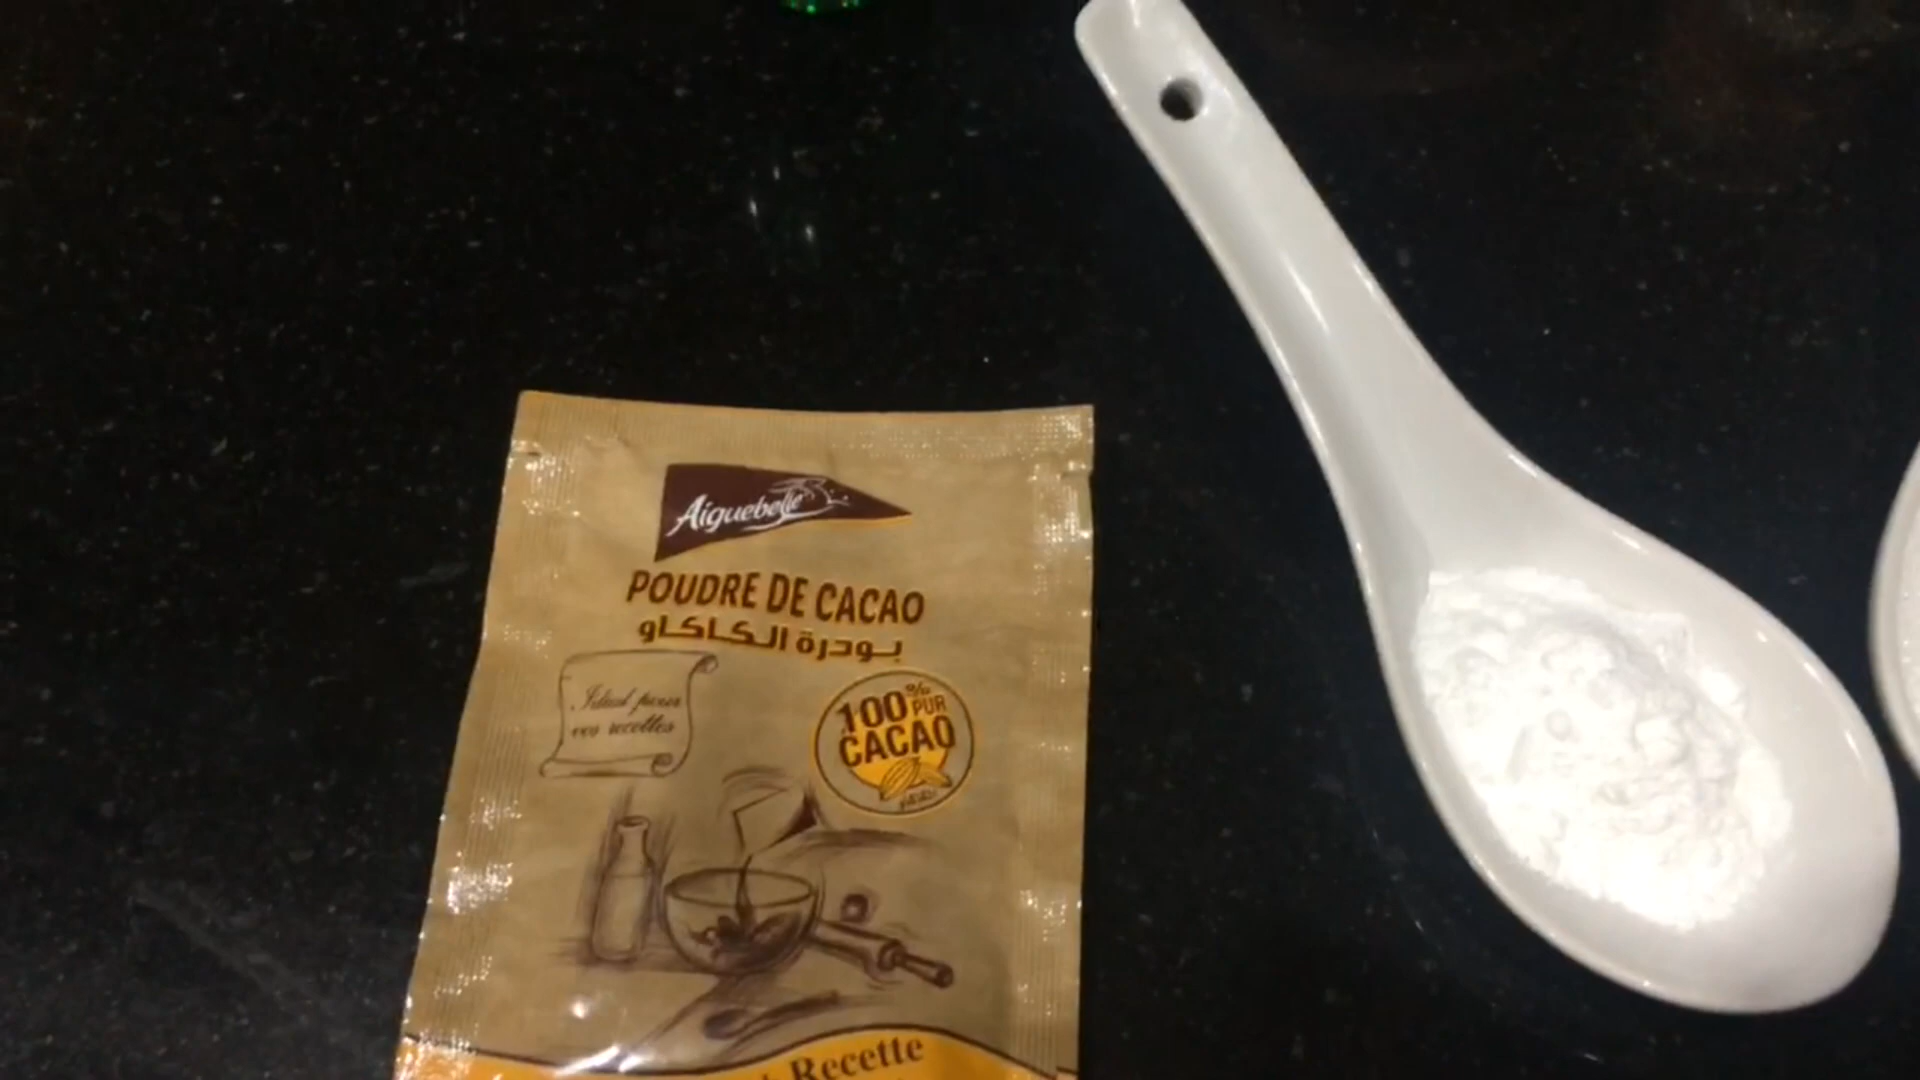 Aiguebelle
POUDRE DE CACAO
بودرة الكاكاو
Idéal pour
vos recettes
100% PUR
CACAO
Recette